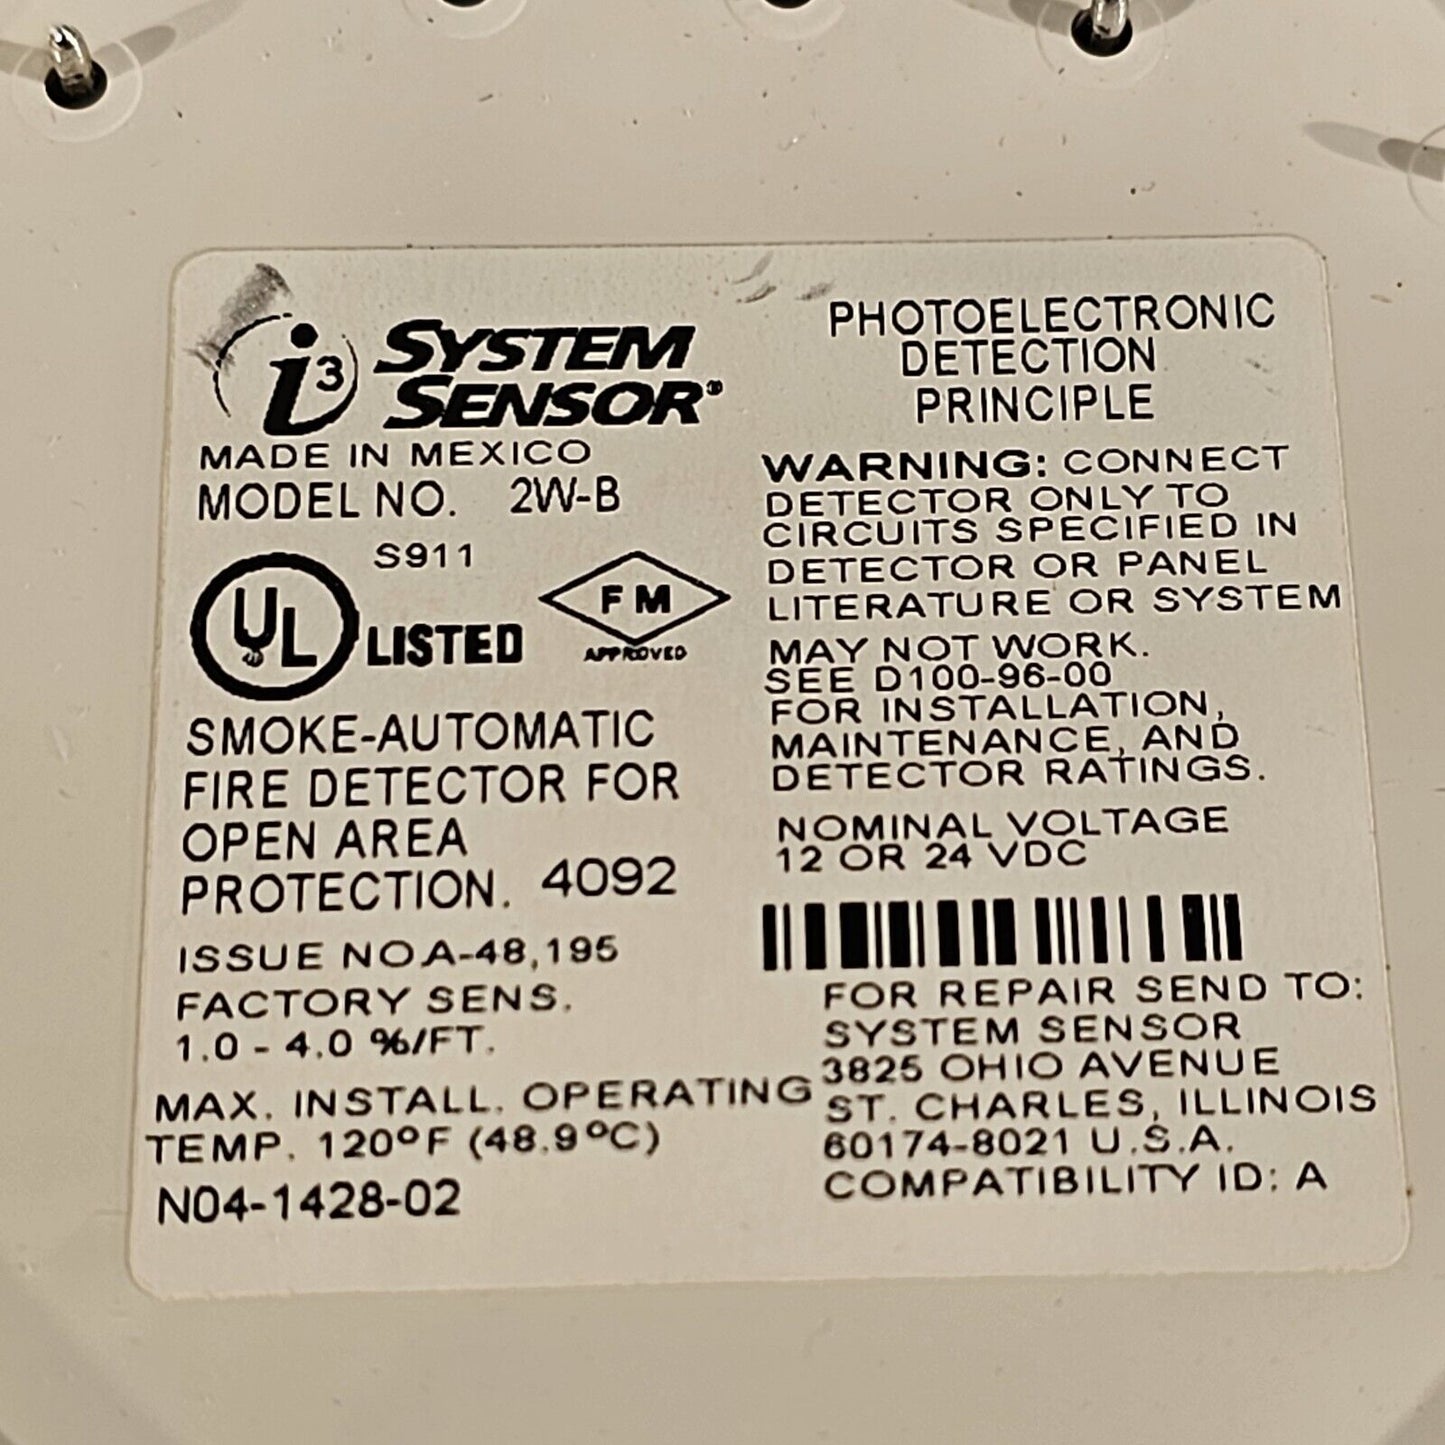 i3 SYSTEM
SENSOR®
MADE IN MEXICO
MODEL NO. 2W-B
S911
UL LISTED
FM
APPROVED
SMOKE-AUTOMATIC
FIRE DETECTOR FOR
OPEN AREA
PROTECTION. 4092
ISSUE NO A-48,195
FACTORY SENS.
1.0 - 4.0 %/FT.
MAX. INSTALL. OPERATING
TEMP. 120°F (48.9°C)
N04-1428-02
PHOTOELECTRONIC
DETECTION
PRINCIPLE
WARNING: CONNECT
DETECTOR ONLY TO
CIRCUITS SPECIFIED IN
DETECTOR OR PANEL
LITERATURE OR SYSTEM
MAY NOT WORK.
SEE D100-96-00
FOR INSTALLATION,
MAINTENANCE, AND
DETECTOR RATINGS.
NOMINAL VOLTAGE
12 OR 24 VDC
FOR REPAIR SEND TO:
SYSTEM SENSOR
3825 OHIO AVENUE
ST. CHARLES, ILLINOIS
60174-8021 U.S.A.
COMPATIBILITY ID: A